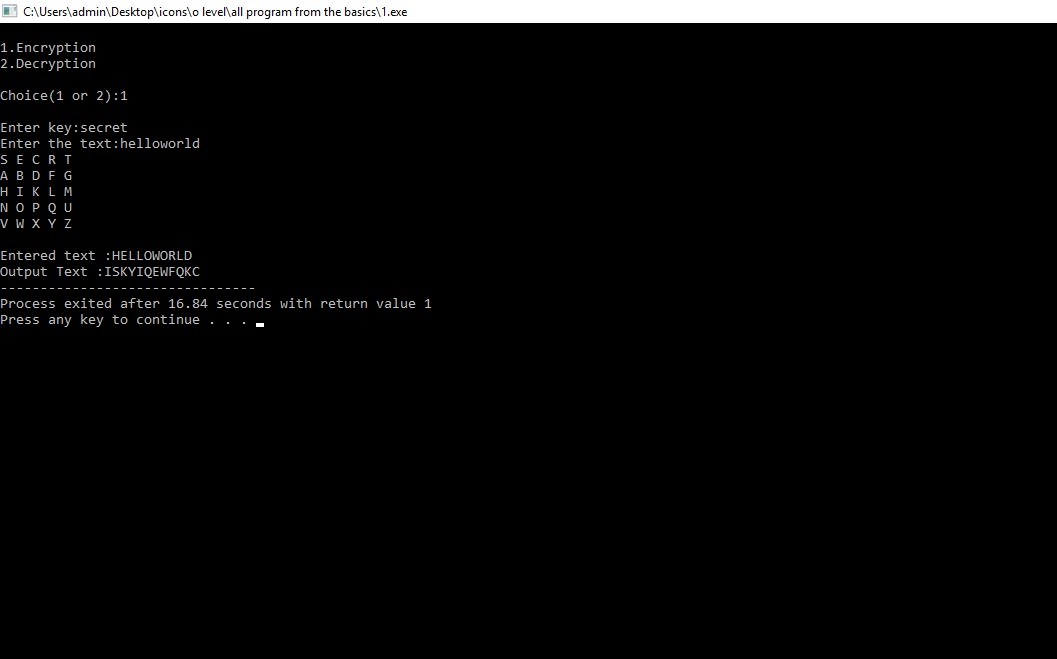 C:\Users\admin\Desktop\icons\o level\all program from the basics\1.exe
1.Encryption
2.Decryption
Choice(1 or 2):1
Enter key:secret
Enter the text:helloworld
S E C R T
A B D F G
H I K L M
N O P Q U
V W X Y Z
Entered text :HELLOWORLD
Output Text :ISKYIQEWFQKC
--------------------------------
Process exited after 16.84 seconds with return value 1
Press any key to continue . . .